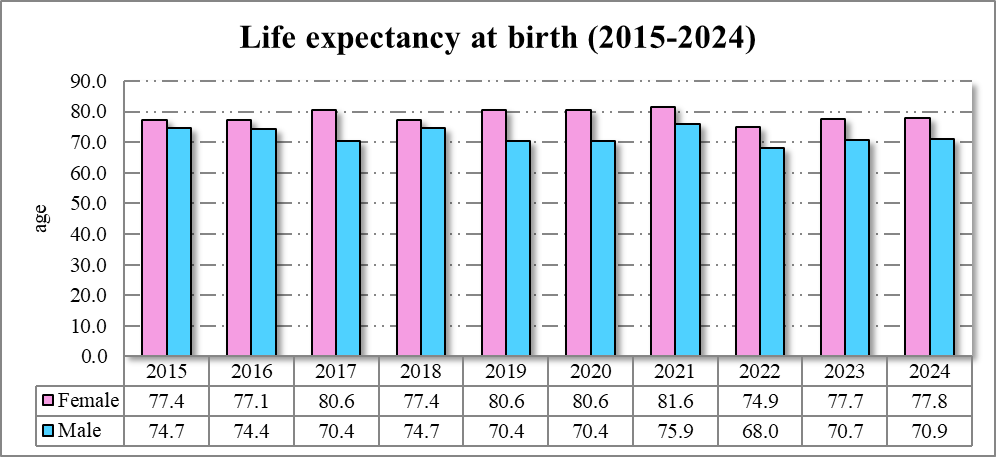 Life expectancy at birth (2015-2024)
90.0
80.0
70.0
60.0
50.0
40.0
30.0
20.0
10.0
0.0
age
2015 2016 2017 2018 2019 2020 2021 2022 2023 2024
Female 77.4 77.1 80.6 77.4 80.6 80.6 81.6 74.9 77.7 77.8
Male 74.7 74.4 70.4 74.7 70.4 70.4 75.9 68.0 70.7 70.9